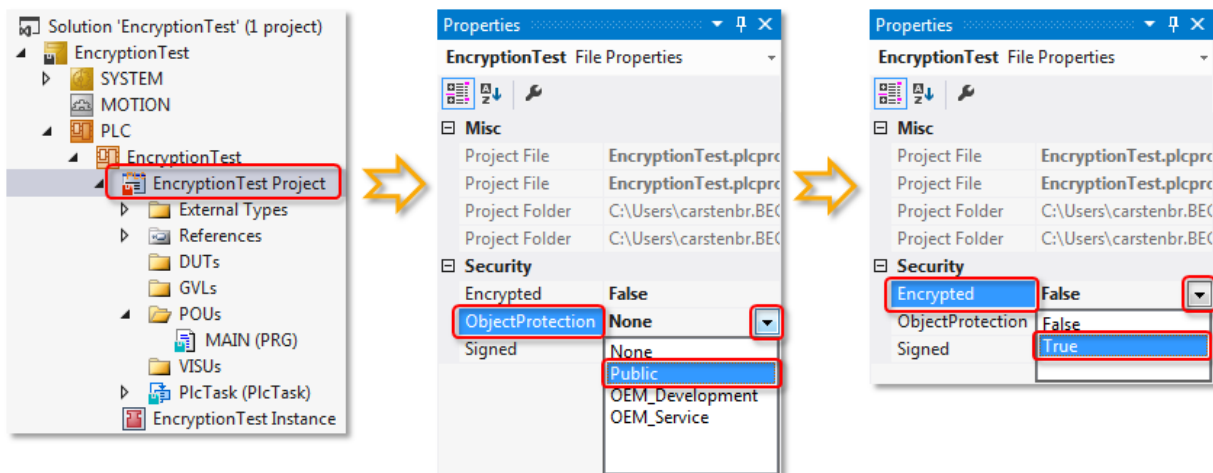 Solution 'EncryptionTest' (1 project)
EncryptionTest
SYSTEM
MOTION
PLC
EncryptionTest
EncryptionTest Project
External Types
References
DUTs
GVLs
POUs
MAIN (PRG)
VISUs
PlcTask (PlcTask)
EncryptionTest Instance
Properties
EncryptionTest File Properties
Misc
Project File EncryptionTest.plcpro
Project File EncryptionTest.plcpro
Project Folder C:\Users\carstenbr.BEC
Project Folder C:\Users\carstenbr.BEC
Security
Encrypted False
ObjectProtection None
Signed
None
Public
OEM_Development
OEM_Service
Properties
EncryptionTest File Properties
Misc
Project File EncryptionTest.plcpro
Project File EncryptionTest.plcpro
Project Folder C:\Users\carstenbr.BEC
Project Folder C:\Users\carstenbr.BEC
Security
Encrypted False
ObjectProtection
Signed
False
True